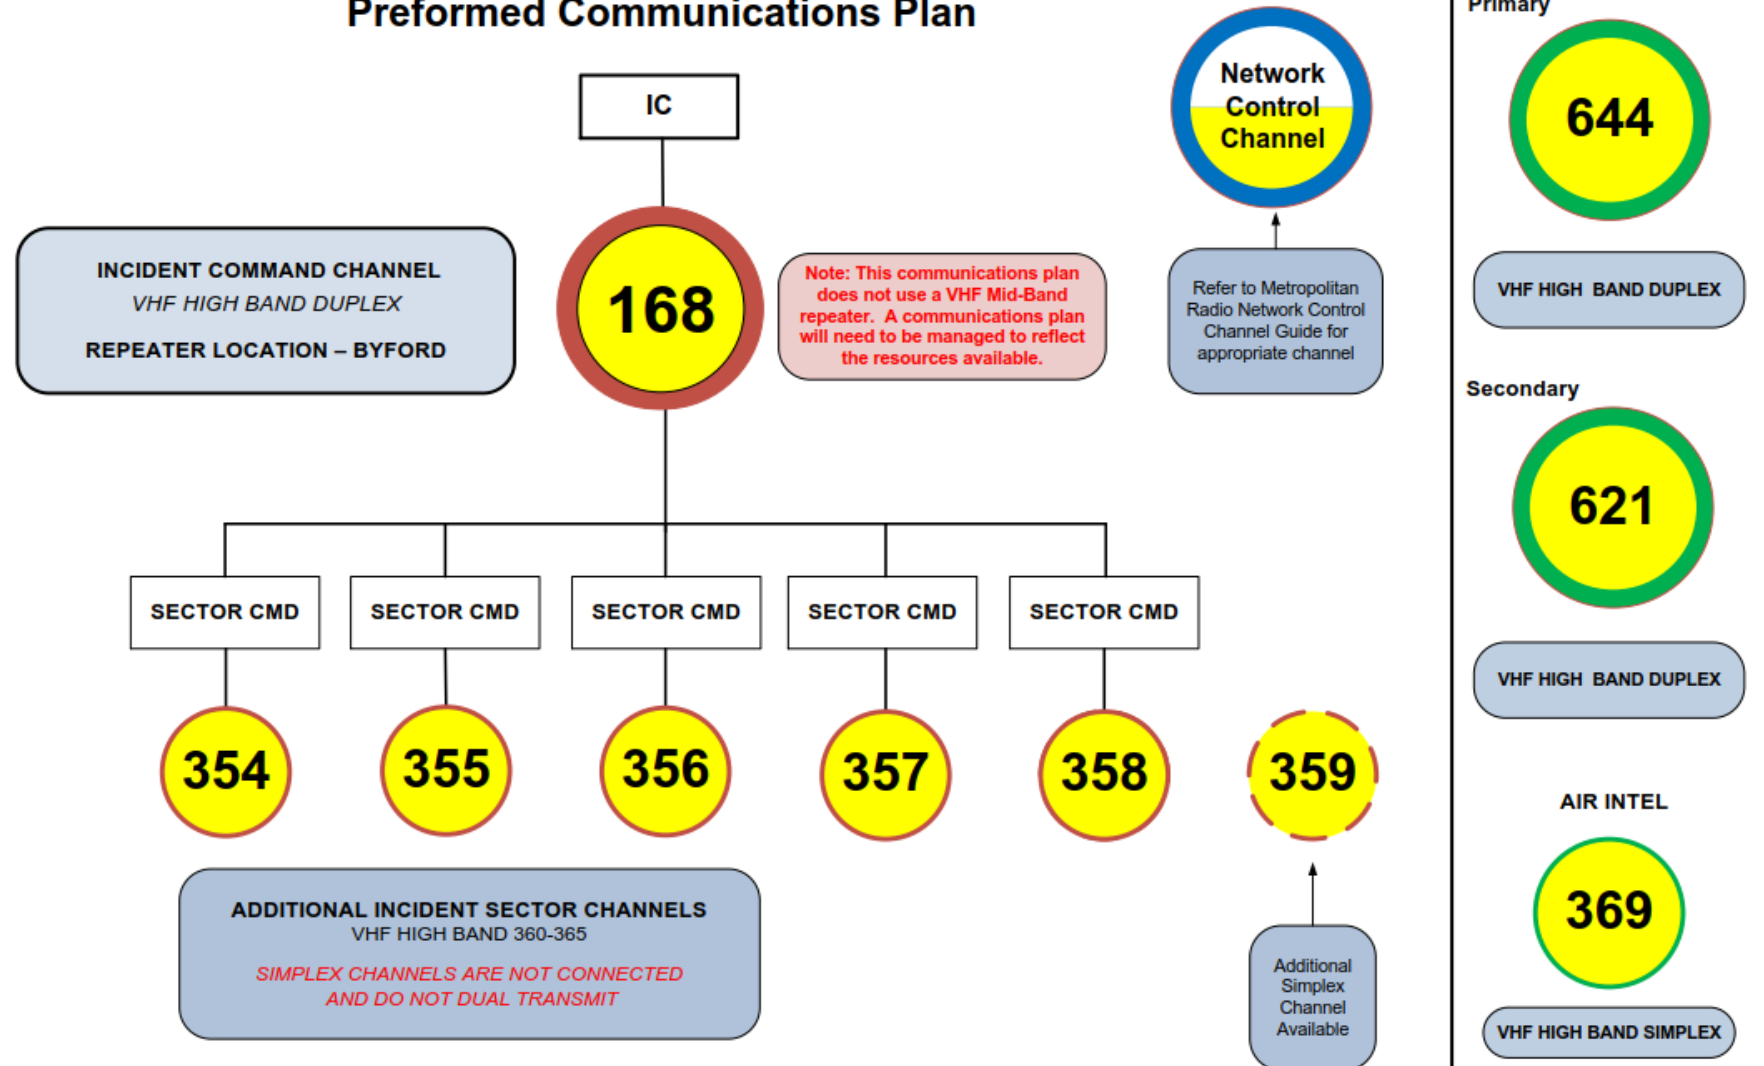 Preformed Communications Plan
IC
Network
Control
Channel
INCIDENT COMMAND CHANNEL
VHF HIGH BAND DUPLEX
REPEATER LOCATION – BYFORD
168
Note: This communications plan
does not use a VHF Mid-Band
repeater. A communications plan
will need to be managed to reflect
the resources available.
Refer to Metropolitan
Radio Network Control
Channel Guide for
appropriate channel
SECTOR CMD
SECTOR CMD
SECTOR CMD
SECTOR CMD
SECTOR CMD
354
355
356
357
358
359
ADDITIONAL INCIDENT SECTOR CHANNELS
VHF HIGH BAND 360-365
SIMPLEX CHANNELS ARE NOT CONNECTED
AND DO NOT DUAL TRANSMIT
Additional
Simplex
Channel
Available
Primary
644
VHF HIGH BAND DUPLEX
Secondary
621
VHF HIGH BAND DUPLEX
AIR INTEL
369
VHF HIGH BAND SIMPLEX